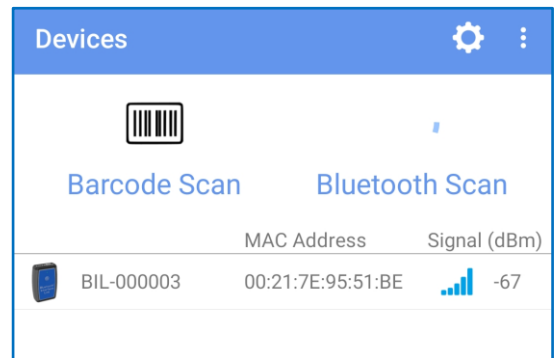 Devices
Barcode Scan Bluetooth Scan
MAC Address Signal (dBm)
BIL-000003 00:21:7E:95:51:BE -67